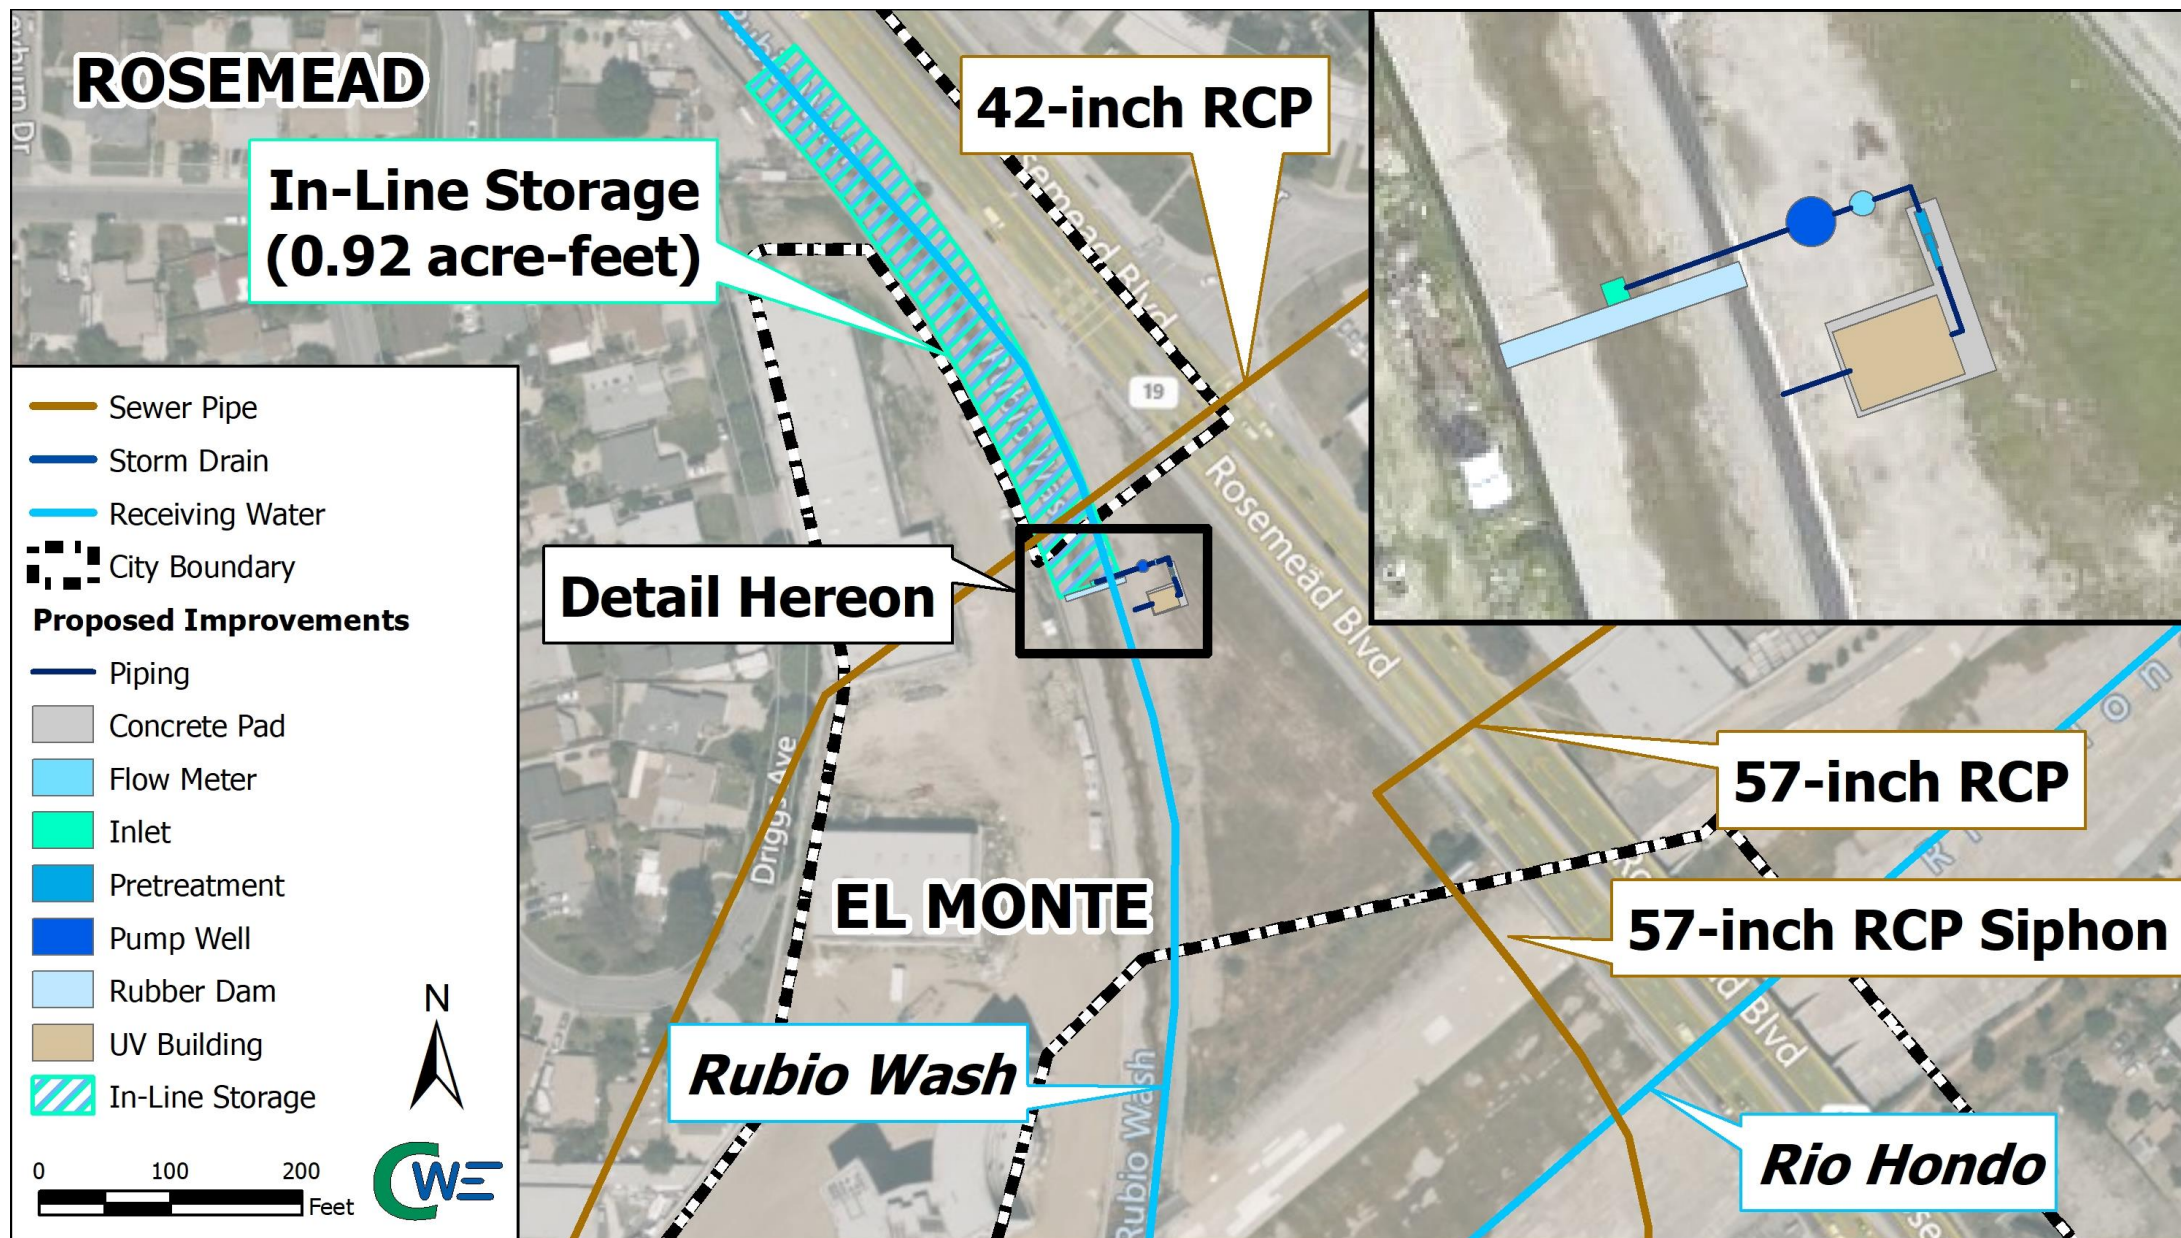 ROSEMEAD
42-inch RCP
In-Line Storage
(0.92 acre-feet)
Rosemead Blvd
19
Sewer Pipe
Storm Drain
Receiving Water
City Boundary
Proposed Improvements
Piping
Concrete Pad
Flow Meter
Inlet
Pretreatment
Pump Well
Rubber Dam
UV Building
In-Line Storage
N
0 100 200
Feet
CWE
Detail Hereon
Rosemead Blvd
Driggs Ave
EL MONTE
57-inch RCP
57-inch RCP Siphon
Rubio Wash
Rubio Wash
Rio Hondo